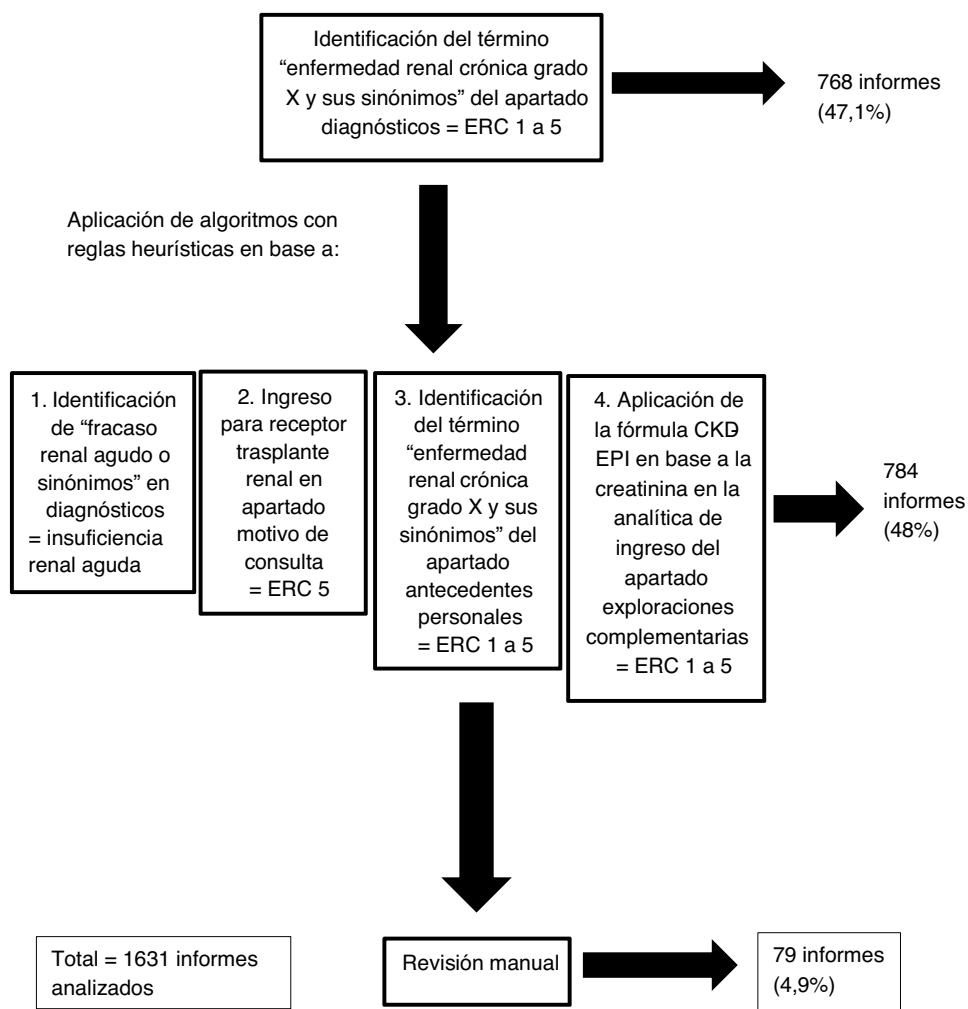 Identificación del término
“enfermedad renal crónica grado
X y sus sinónimos” del apartado
diagnósticos = ERC 1 a 5
768 informes
(47,1%)
Aplicación de algoritmos con
reglas heurísticas en base a:
1. Identificación
de “fracaso
renal agudo o
sinónimos” en
diagnósticos
= insuficiencia
renal aguda
2. Ingreso
para receptor
trasplante
renal en
apartado
motivo de
consulta
= ERC 5
3. Identificación
del término
“enfermedad
renal crónica
grado X y sus
sinónimos” del
apartado
antecedentes
personales
= ERC 1 a 5
4. Aplicación de
la fórmula CKD-
EPI en base a la
creatinina en la
analítica de
ingreso del
apartado
exploraciones
complementarias
= ERC 1 a 5
784
informes
(48%)
Total = 1631 informes
analizados
Revisión manual
79 informes
(4,9%)